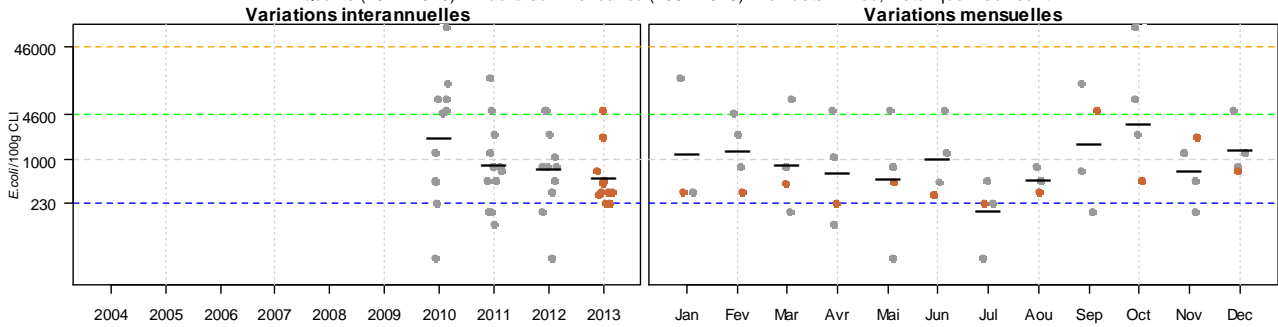 Variations interannuelles
Variations mensuelles
E.coli/100g CLI
46000
4600
1000
230
2004 2005 2006 2007 2008 2009 2010 2011 2012 2013
Jan Fev Mar Avr Mai Jun Jul Aou Sep Oct Nov Dec